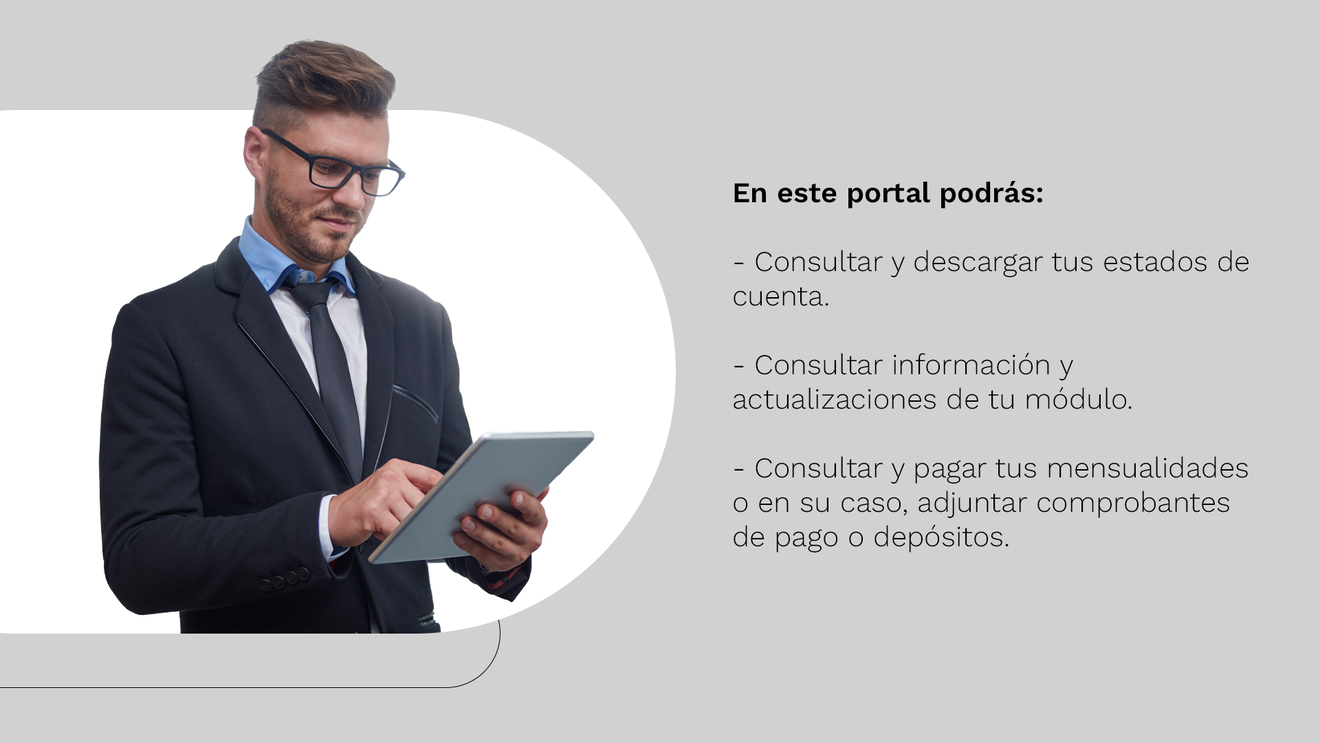 En este portal podrás:
- Consultar y descargar tus estados de
cuenta.
- Consultar información y
actualizaciones de tu módulo.
- Consultar y pagar tus mensualidades
o en su caso, adjuntar comprobantes
de pago o depósitos.